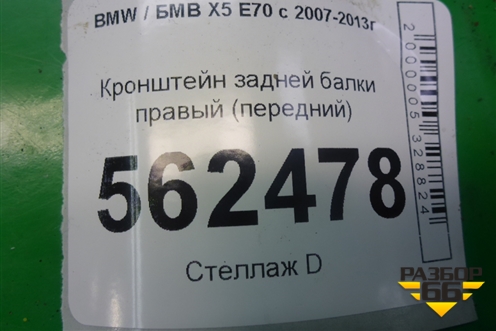 BMW / БМВ X5 E70 с 2007-2013г
Кронштейн задней балки
правый (передний)
562478
Стеллаж D
2000005328824
РАЗБОР
66